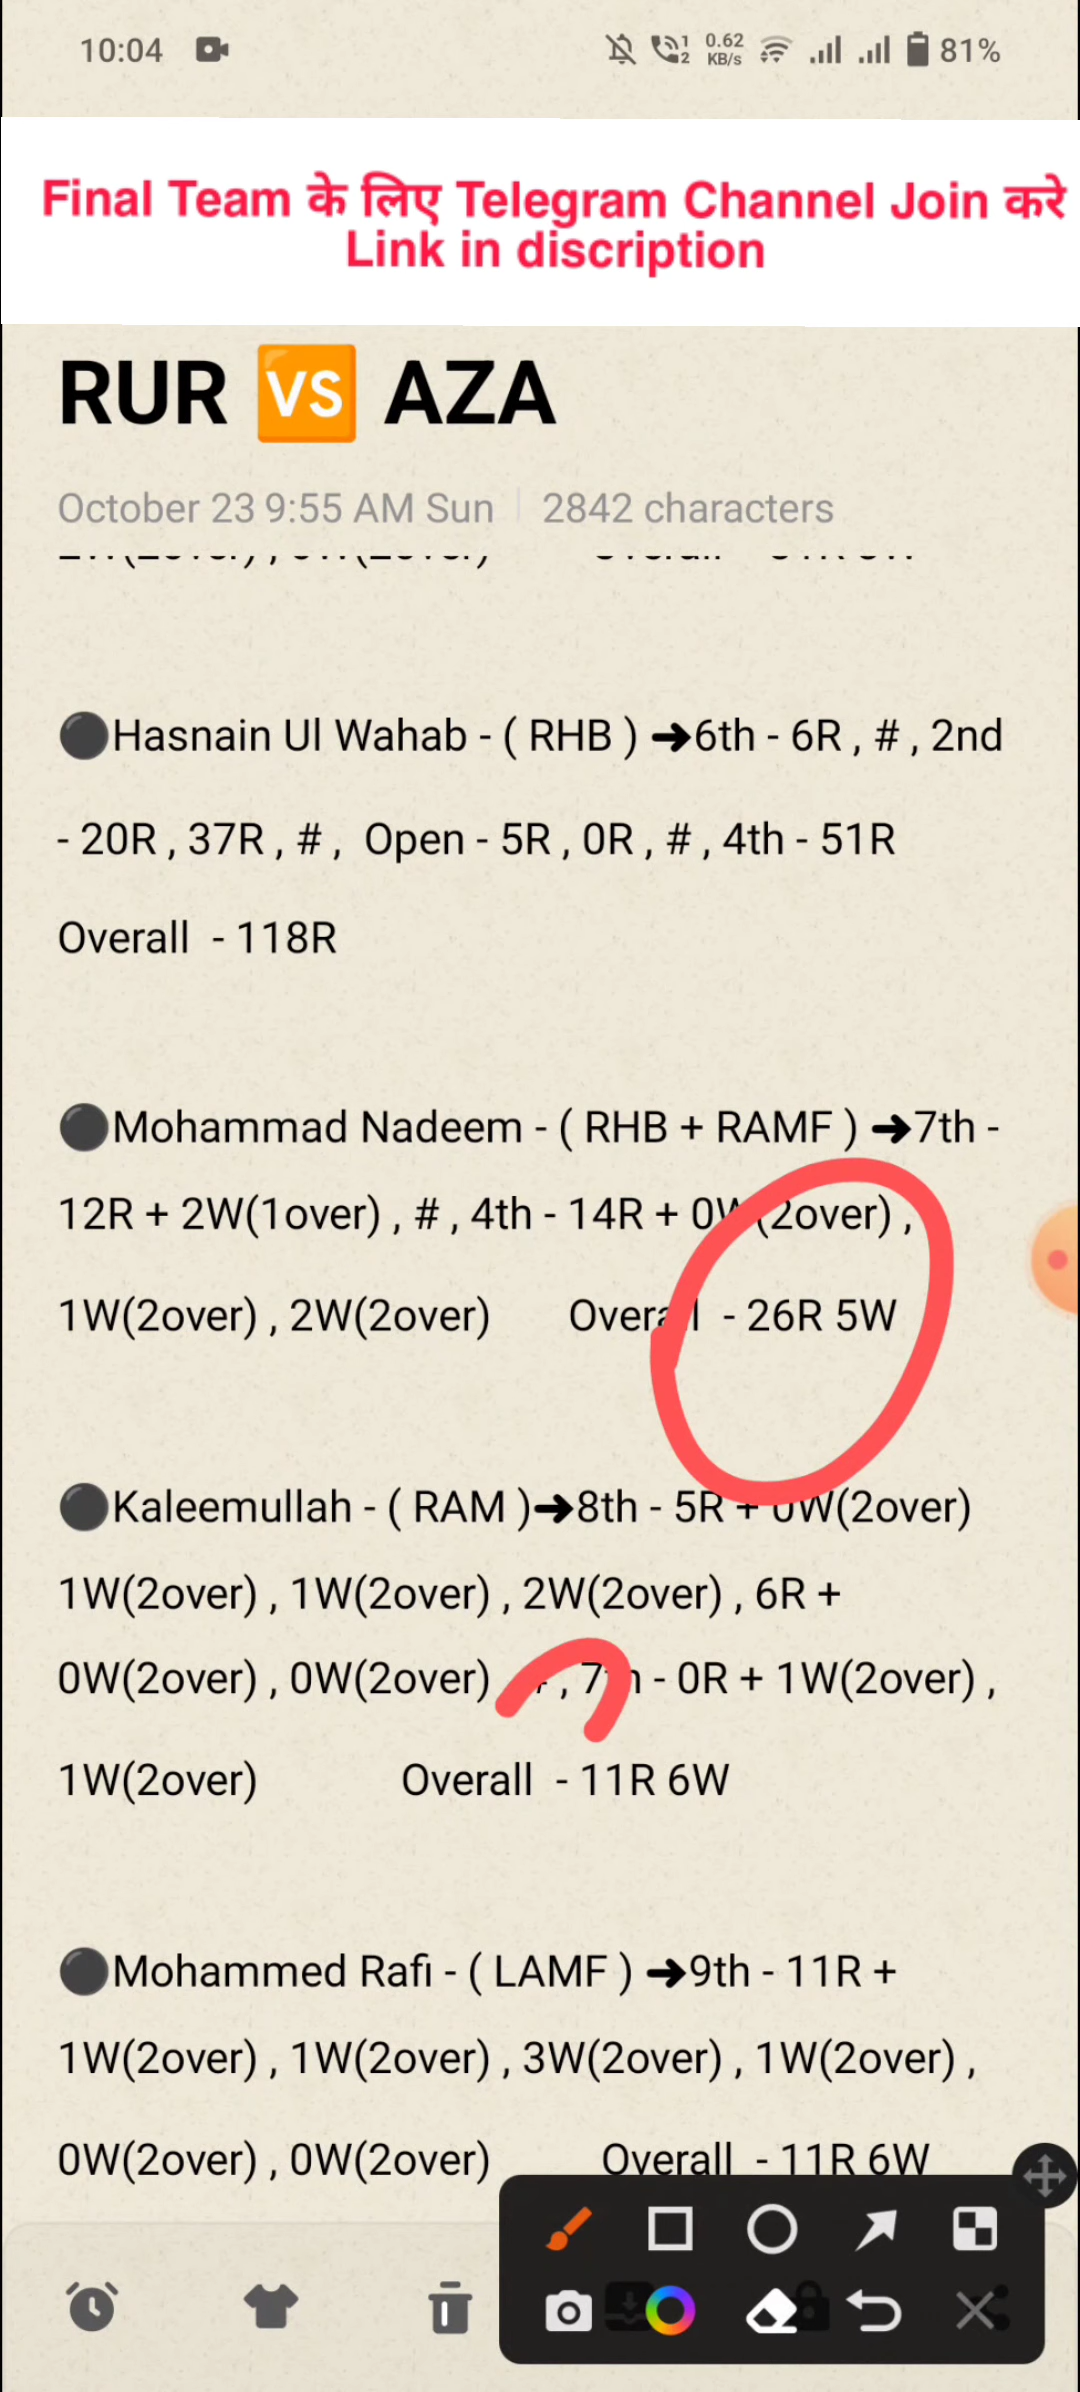 10:04
0.62 KB/s
81%
Final Team के लिए Telegram Channel Join करे
Link in discription
RUR VS AZA
October 23 9:55 AM Sun | 2842 characters
Hasnain Ul Wahab - ( RHB ) ➔6th - 6R , # , 2nd
- 20R , 37R , # , Open - 5R , 0R , # , 4th - 51R
Overall - 118R
Mohammad Nadeem - ( RHB + RAMF ) ➔7th -
12R + 2W(1over) , # , 4th - 14R + 0W(2over) ,
1W(2over) , 2W(2over) Overall - 26R 5W
Kaleemullah - ( RAM )➔8th - 5R + 0W(2over)
1W(2over) , 1W(2over) , 2W(2over) , 6R +
0W(2over) , 0W(2over) , 7th - 0R + 1W(2over) ,
1W(2over) Overall - 11R 6W
Mohammed Rafi - ( LAMF ) ➔9th - 11R +
1W(2over) , 1W(2over) , 3W(2over) , 1W(2over) ,
0W(2over) , 0W(2over) Overall - 11R 6W